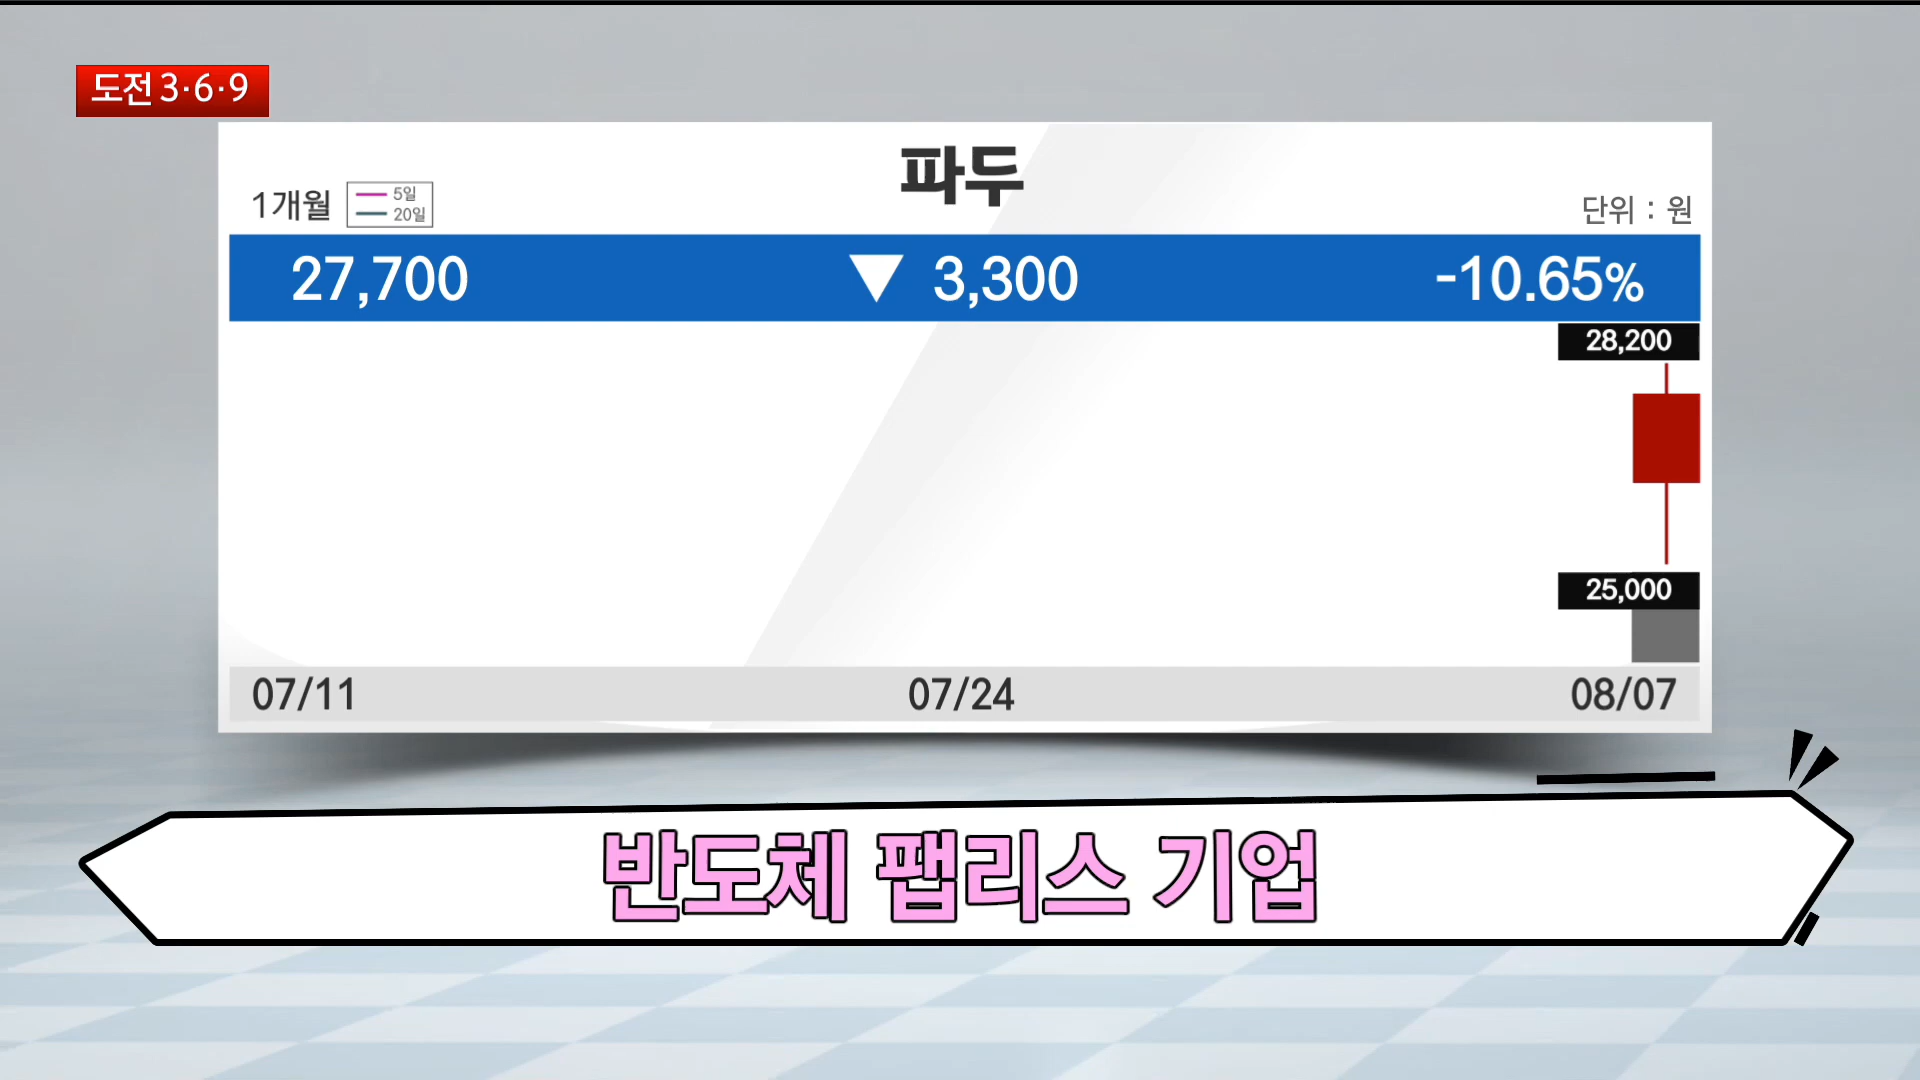 도전 3·6·9
파두
1개월
5일
20일
단위 : 원
27,700 ▼ 3,300 -10.65%
28,200
25,000
07/11 07/24 08/07
반도체 팹리스 기업